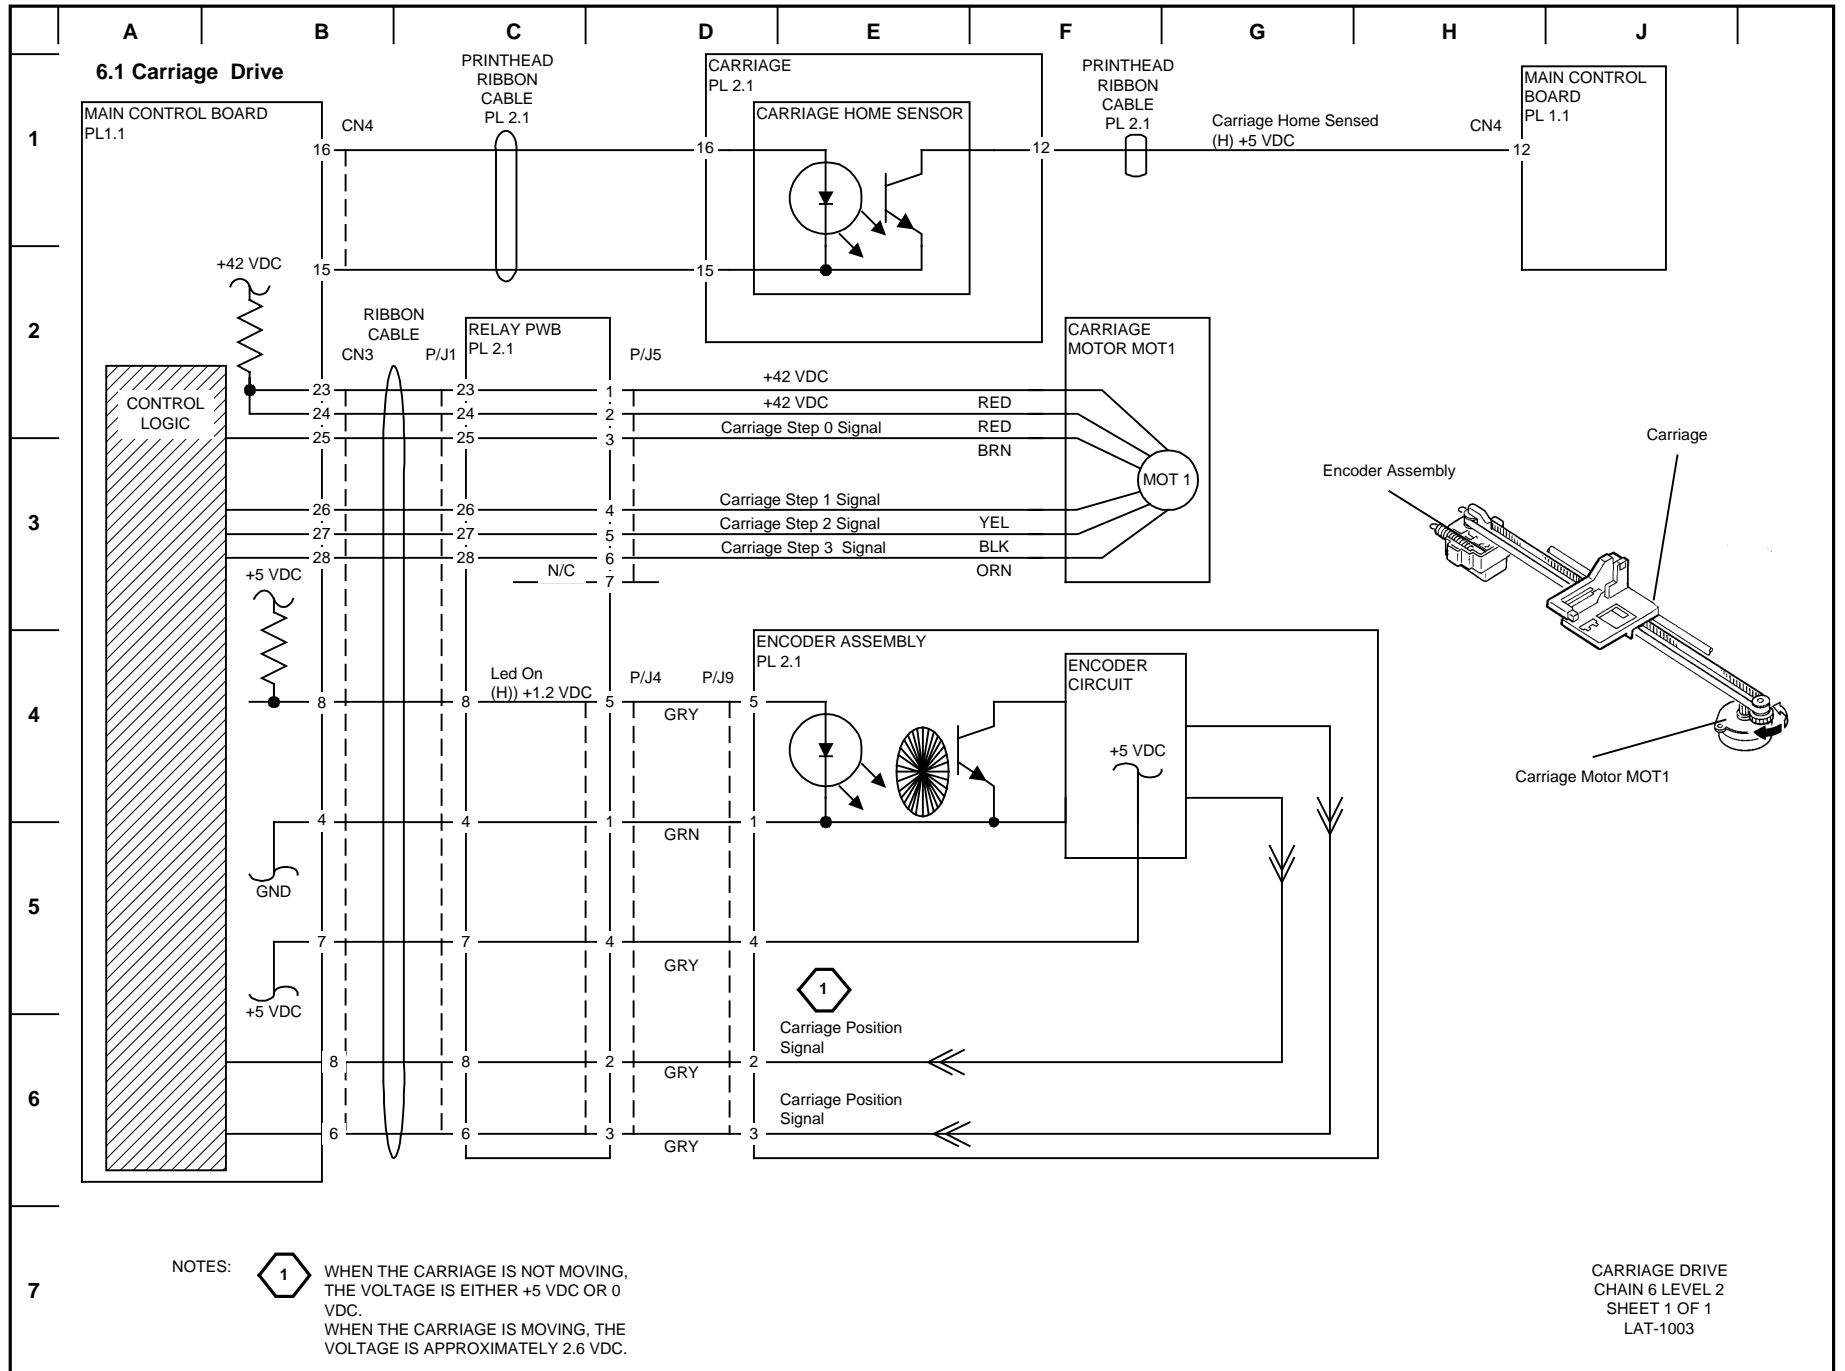 A B C D E F G H J
6.1 Carriage Drive
1
MAIN CONTROL BOARD
PL1.1
CN4
PRINTHEAD
RIBBON
CABLE
PL 2.1
CARRIAGE
PL 2.1
CARRIAGE HOME SENSOR
PRINTHEAD
RIBBON
CABLE
PL 2.1
Carriage Home Sensed
(H) +5 VDC
CN4
MAIN CONTROL
BOARD
PL 1.1
16 16 12 12
15 15
2
+42 VDC
RIBBON
CABLE
CN3 P/J1
RELAY PWB
PL 2.1
P/J5
CARRIAGE
MOTOR MOT1
CONTROL
LOGIC
23 23 1 +42 VDC
24 24 2 +42 VDC RED
25 25 3 Carriage Step 0 Signal RED
BRN
MOT 1
3
26 26 4 Carriage Step 1 Signal
27 27 5 Carriage Step 2 Signal YEL
28 28 6 Carriage Step 3 Signal BLK
N/C 7 ORN
Encoder Assembly
Carriage
Carriage Motor MOT1
+5 VDC
4
ENCODER ASSEMBLY
PL 2.1
ENCODER
CIRCUIT
+5 VDC
Led On
(H)) +1.2 VDC
P/J4 P/J9
8 8 5 GRY 5
4 4 1 GRN 1
GND
5
7 7 4 GRY 4
+5 VDC
1
6
Carriage Position
Signal
8 8 2 GRY 2
Carriage Position
Signal
6 6 3 GRY 3
7
NOTES:
1
WHEN THE CARRIAGE IS NOT MOVING,
THE VOLTAGE IS EITHER +5 VDC OR 0
VDC.
WHEN THE CARRIAGE IS MOVING, THE
VOLTAGE IS APPROXIMATELY 2.6 VDC.
CARRIAGE DRIVE
CHAIN 6 LEVEL 2
SHEET 1 OF 1
LAT-1003